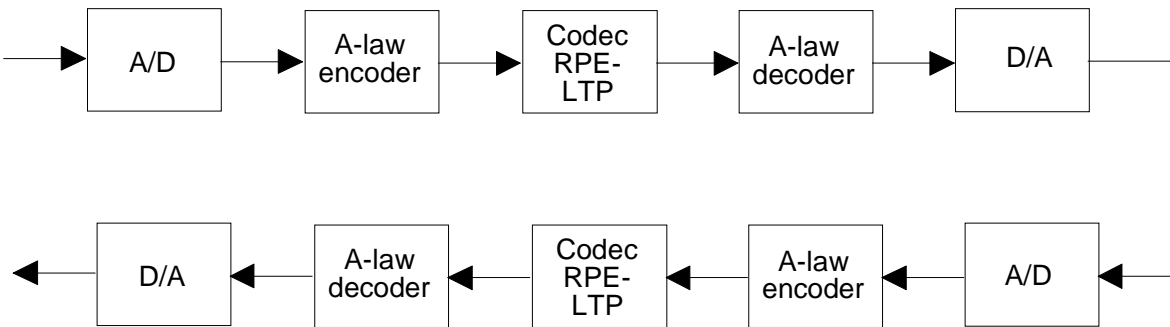 A/D
A-law
encoder
Codec
RPE-
LTP
A-law
decoder
D/A
D/A
A-law
decoder
Codec
RPE-
LTP
A-law
encoder
A/D